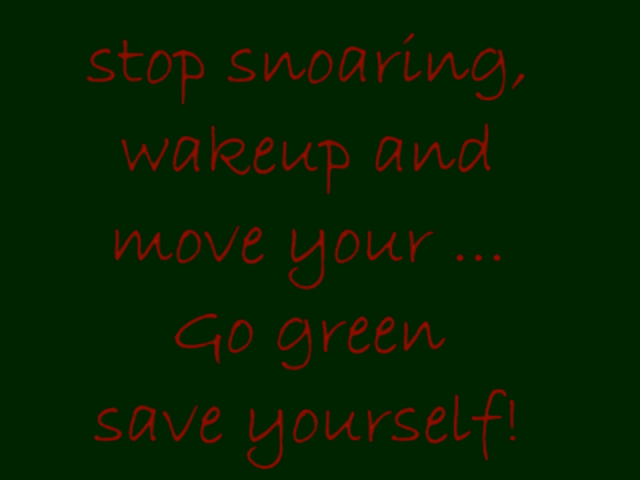 stop snoaring,
wakeup and
move your ...
Go green
save yourself!